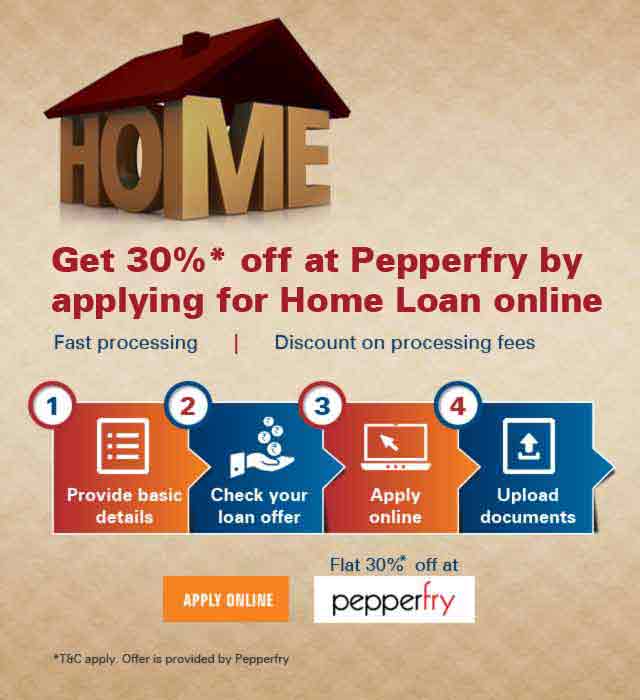 HOME
Get 30%* off at Pepperfry by
applying for Home Loan online
Fast processing | Discount on processing fees
1
2
3
4
Provide basic
details
Check your
loan offer
Apply
online
Upload
documents
Flat 30%* off at
APPLY ONLINE
pepperfry
*T&C apply. Offer is provided by Pepperfry